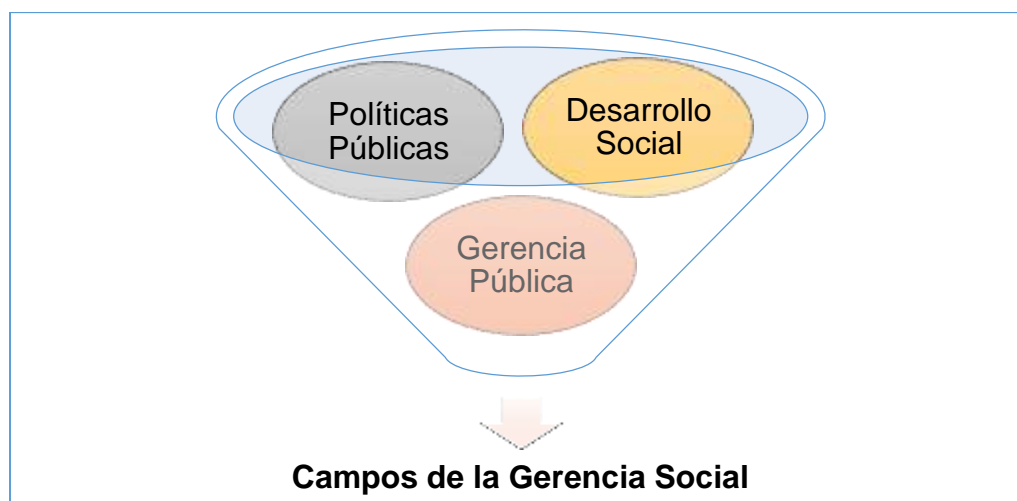 Políticas
Públicas
Desarrollo
Social
Gerencia
Pública
Campos de la Gerencia Social